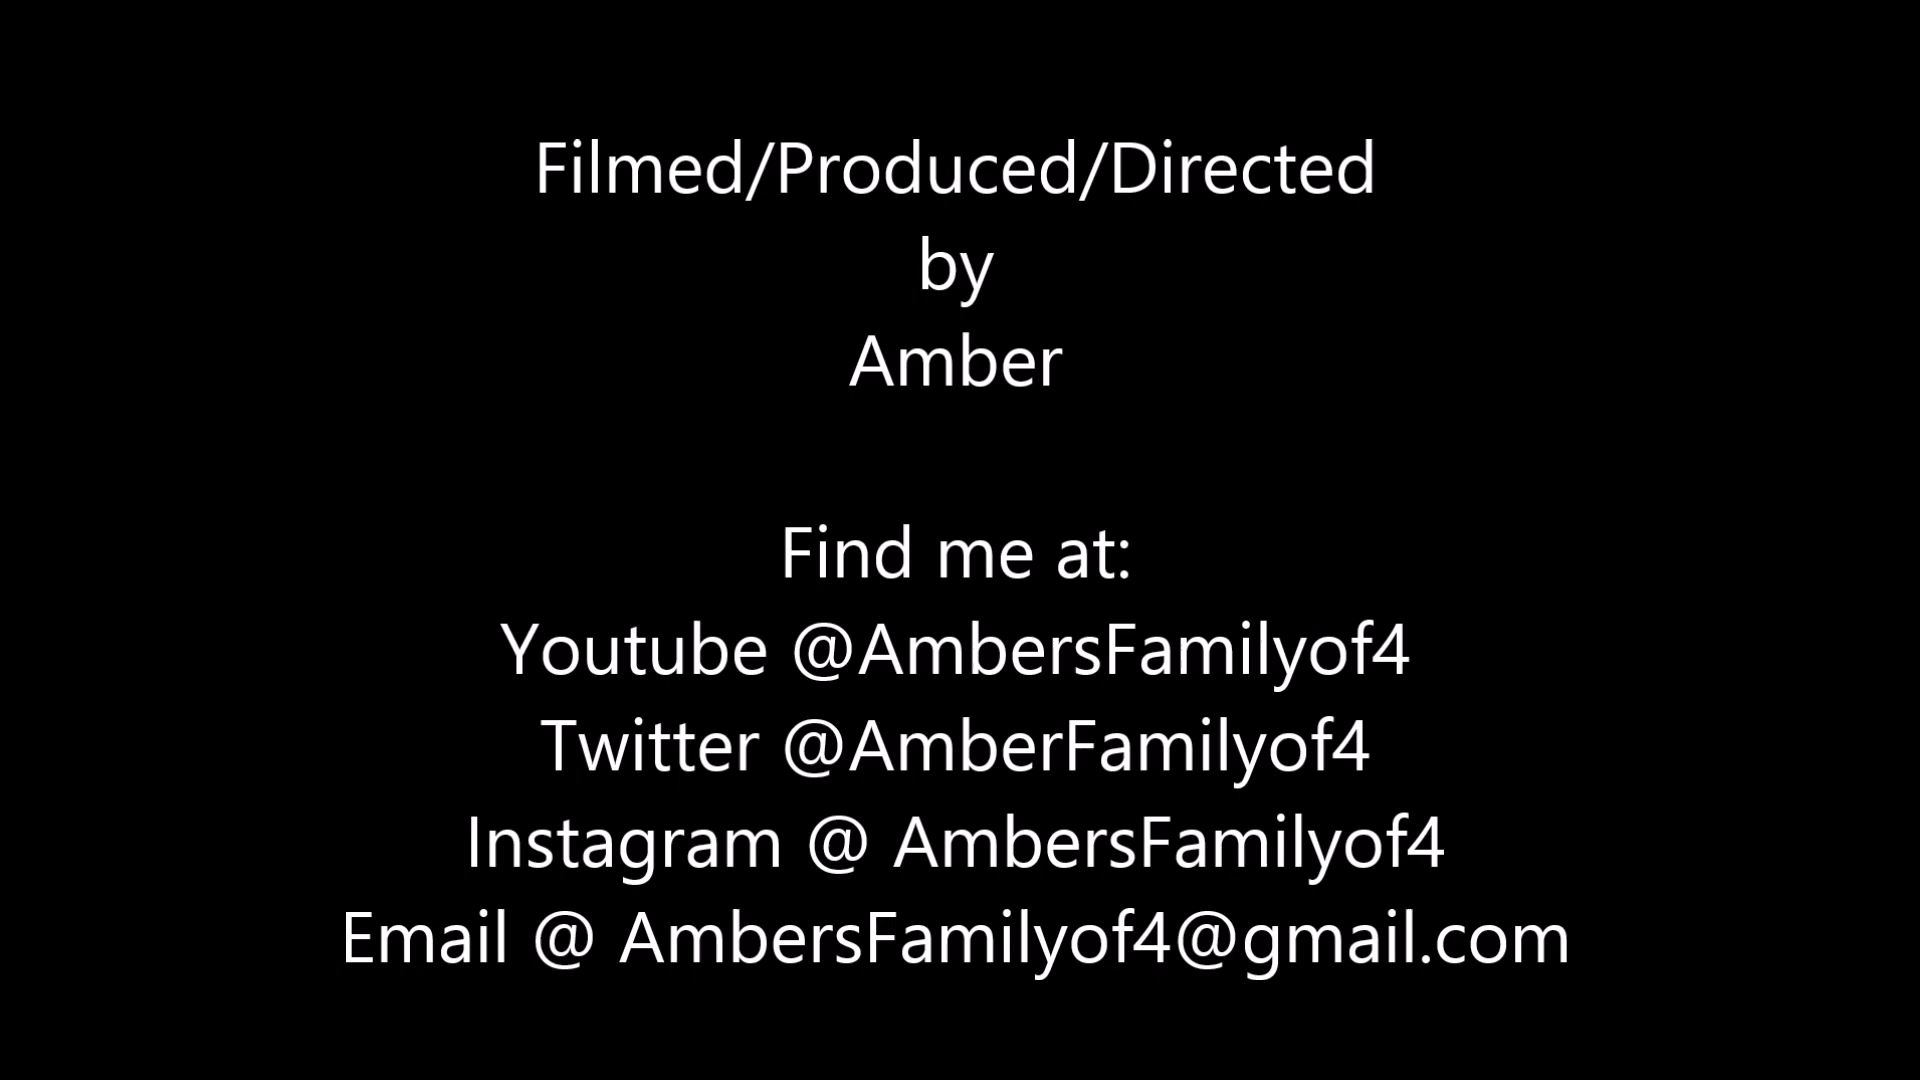 Filmed/Produced/Directed
by
Amber
Find me at:
Youtube @AmbersFamilyof4
Twitter @AmberFamilyof4
Instagram @ AmbersFamilyof4
Email @ AmbersFamilyof4@gmail.com